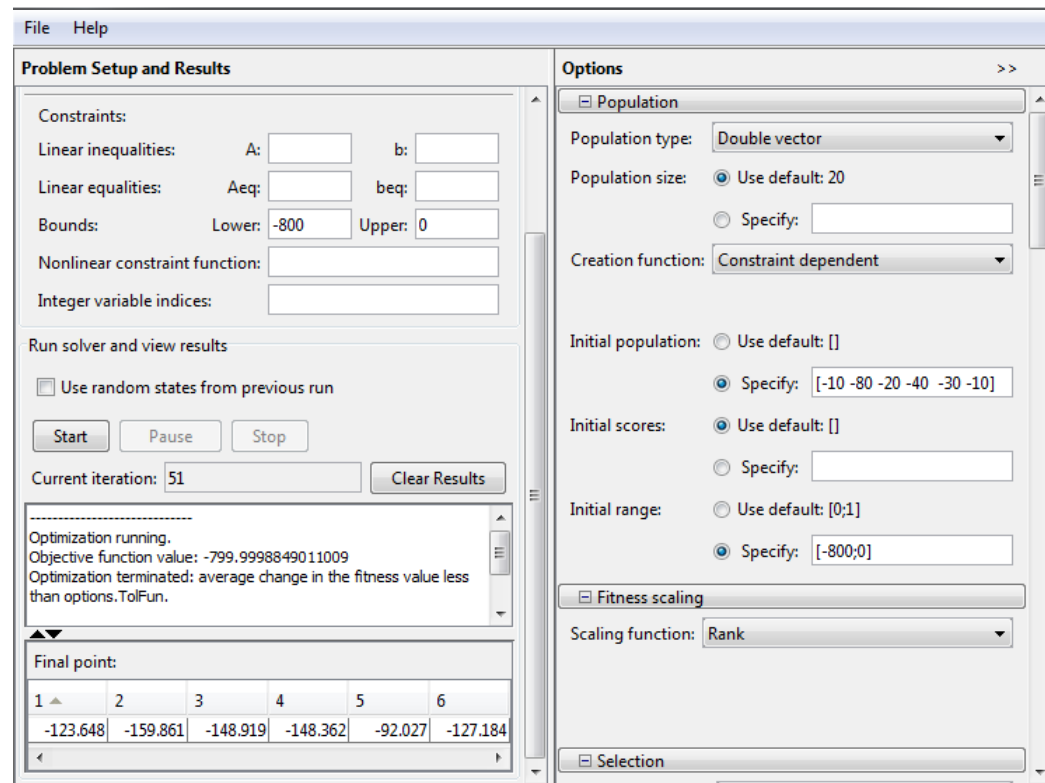 File Help
Problem Setup and Results
Constraints:
Linear inequalities: A: b:
Linear equalities: Aeq: beq:
Bounds: Lower: -800 Upper: 0
Nonlinear constraint function:
Integer variable indices:
Run solver and view results
Use random states from previous run
Start Pause Stop
Current iteration: 51 Clear Results
-----------------------------
Optimization running.
Objective function value: -799.9998849011009
Optimization terminated: average change in the fitness value less
than options.TolFun.
Final point:
1 2 3 4 5 6
-123.648 -159.861 -148.919 -148.362 -92.027 -127.184
Options >>
Population
Population type: Double vector
Population size: Use default: 20
Specify:
Creation function: Constraint dependent
Initial population: Use default: []
Specify: [-10 -80 -20 -40 -30 -10]
Initial scores: Use default: []
Specify:
Initial range: Use default: [0;1]
Specify: [-800;0]
Fitness scaling
Scaling function: Rank
Selection